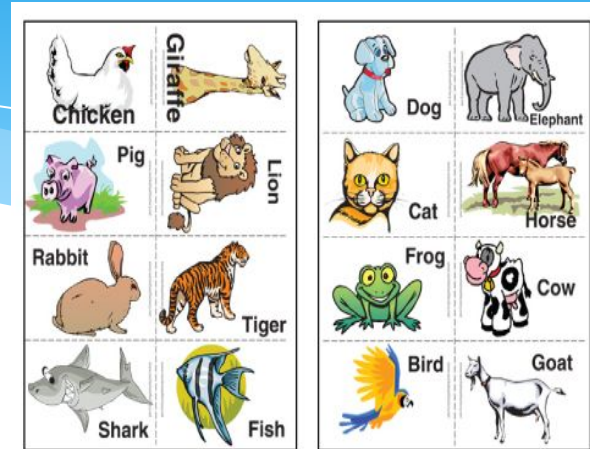 Chicken
Giraffe
Pig
Lion
Rabbit
Tiger
Shark
Fish
Dog
Elephant
Cat
Horse
Frog
Cow
Bird
Goat